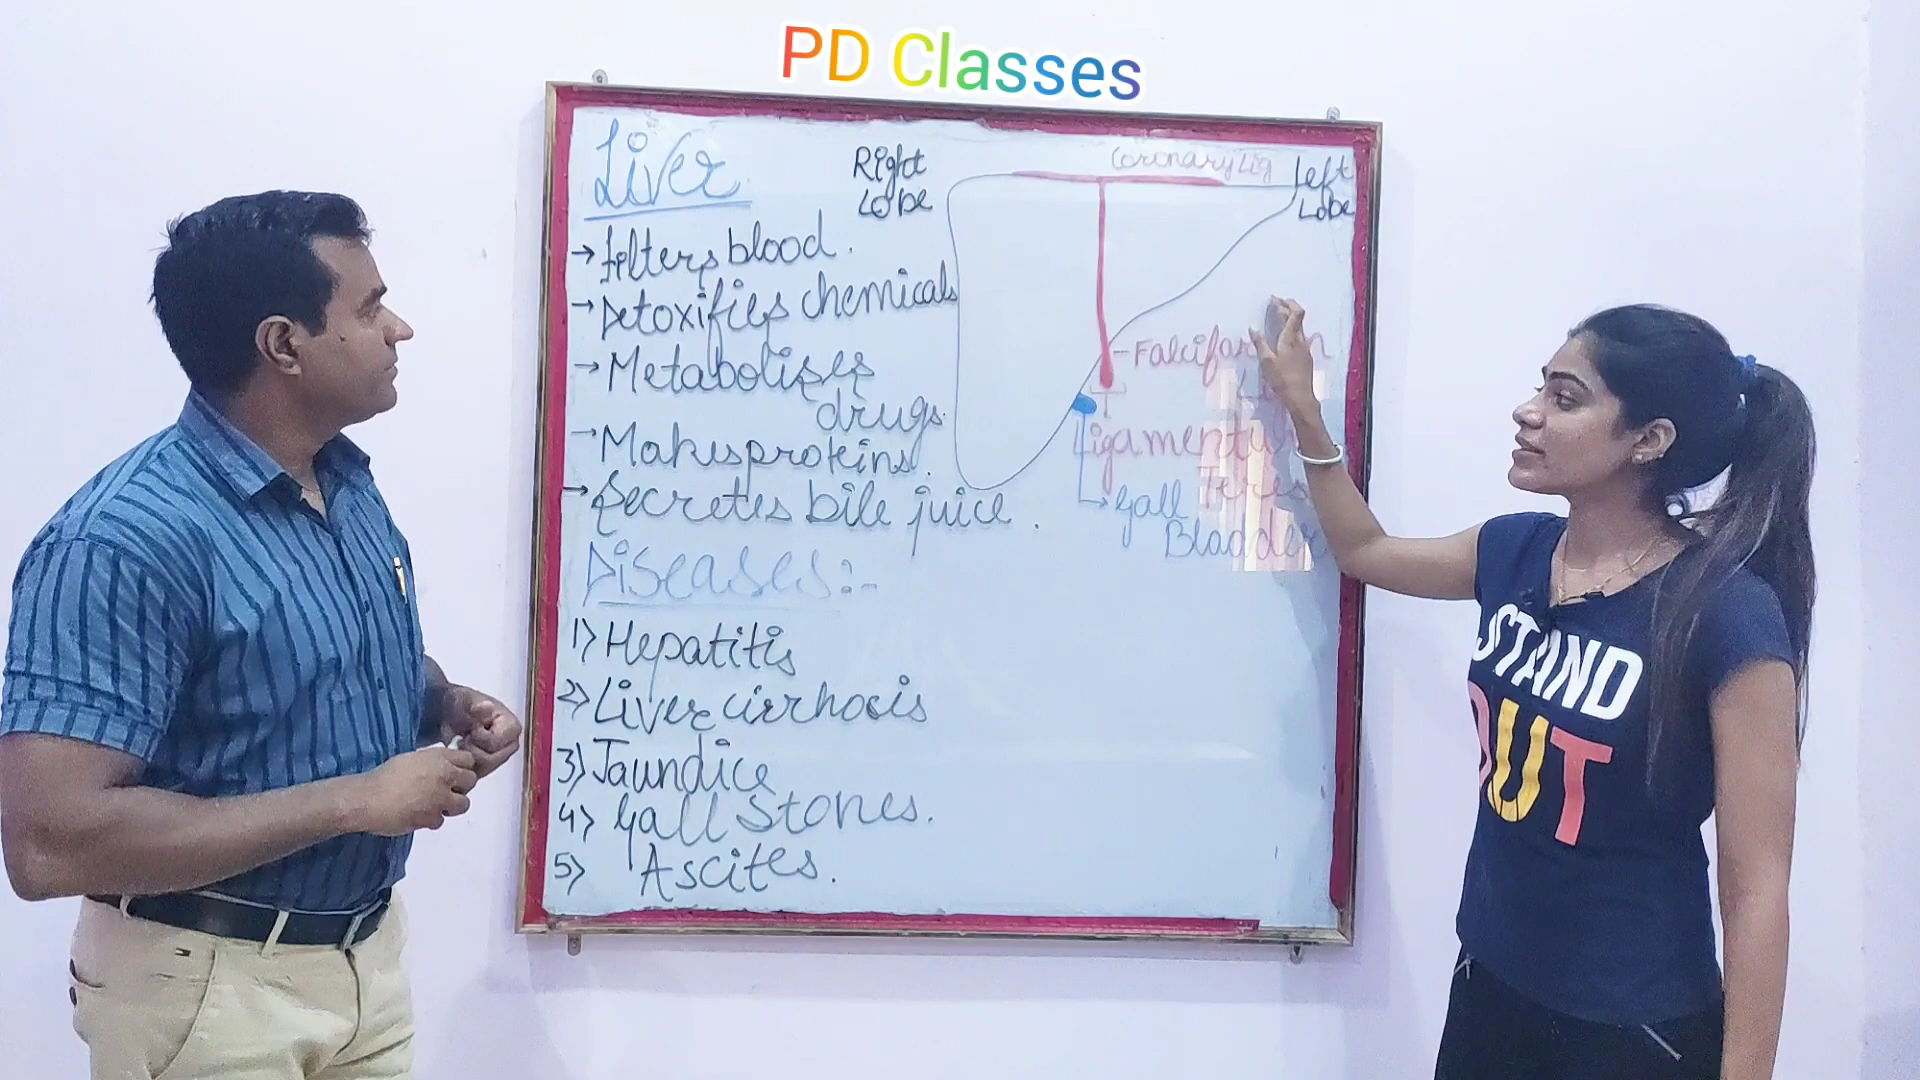 PD Classes
Liver
→ Filters blood.
→ Detoxifies chemicals
→ Metabolises
drugs.
→ Makes proteins.
→ Secretes bile juice.
Diseases:-
1) Hepatitis
2) Liver cirrhosis
3) Jaundice
4) Gall Stones.
5) Ascites.
Right
Lobe
Coronary Lig
Left
Lobe
Ligamentum
Teres
Gall
Bladder
STAND
OUT